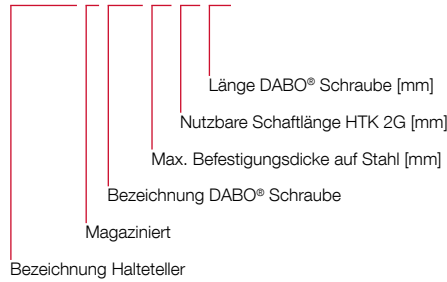 Länge DABO® Schraube [mm]
Nutzbare Schaftlänge HTK 2G [mm]
Max. Befestigungsdicke auf Stahl [mm]
Bezeichnung DABO® Schraube
Magaziniert
Bezeichnung Halteteller